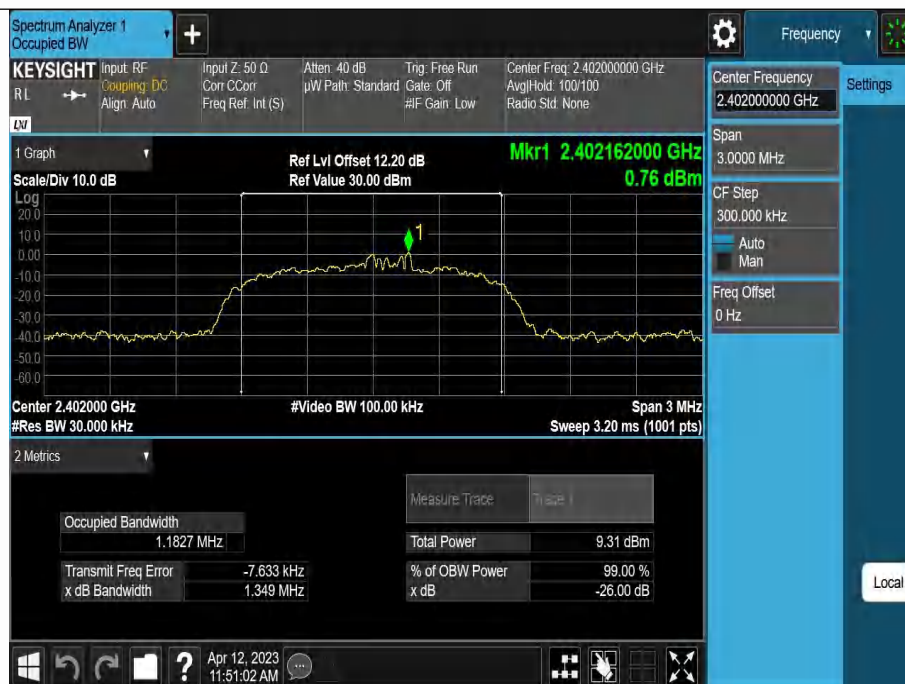 Spectrum Analyzer 1
Occupied BW
Frequency
KEYSIGHT
RL
LXI
Input: RF
Coupling: DC
Align: Auto
Input Z: 50 Ω
Corr CCorr
Freq Ref: Int (S)
Atten: 40 dB
µW Path: Standard
Trig: Free Run
Gate: Off
#IF Gain: Low
Center Freq: 2.402000000 GHz
Avg|Hold: 100/100
Radio Std: None
Center Frequency
2.402000000 GHz
Settings
Span
3.0000 MHz
CF Step
300.000 kHz
Auto
Man
Freq Offset
0 Hz
1 Graph
Scale/Div 10.0 dB
Ref Lvl Offset 12.20 dB
Ref Value 30.00 dBm
Mkr1 2.402162000 GHz
0.76 dBm
Log
20.0
10.0
0.00
-10.0
-20.0
-30.0
-40.0
-50.0
-60.0
1
Center 2.402000 GHz
#Res BW 30.000 kHz
#Video BW 100.00 kHz
Span 3 MHz
Sweep 3.20 ms (1001 pts)
2 Metrics
Measure Trace
Trace 1
Occupied Bandwidth
1.1827 MHz
Total Power 9.31 dBm
Transmit Freq Error -7.633 kHz
% of OBW Power 99.00 %
x dB Bandwidth 1.349 MHz
x dB -26.00 dB
Local
Apr 12, 2023
11:51:02 AM